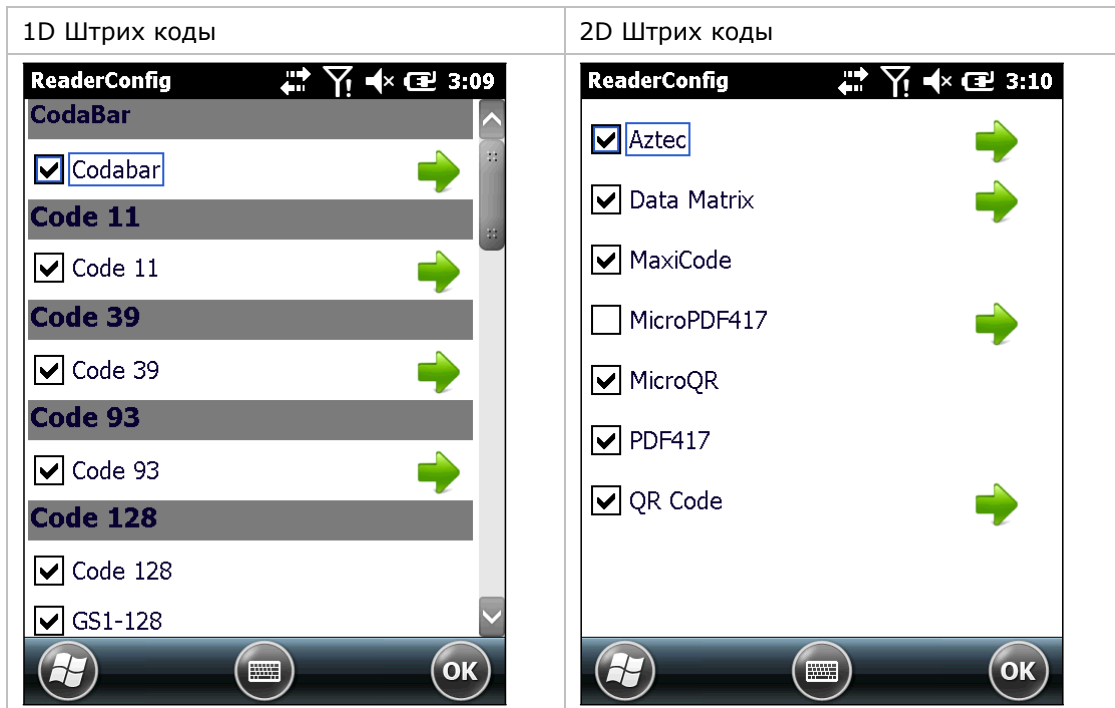 1D Штрих коды
ReaderConfig 3:09
CodaBar
Codabar
Code 11
Code 11
Code 39
Code 39
Code 93
Code 93
Code 128
Code 128
GS1-128
OK
2D Штрих коды
ReaderConfig 3:10
Aztec
Data Matrix
MaxiCode
MicroPDF417
MicroQR
PDF417
QR Code
OK